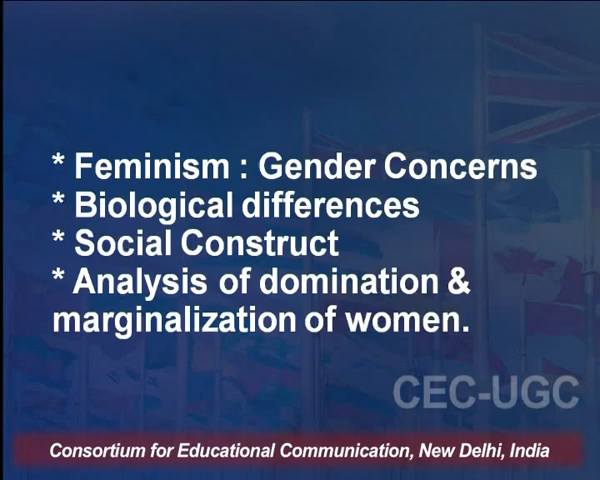 * Feminism : Gender Concerns
* Biological differences
* Social Construct
* Analysis of domination &
marginalization of women.
CEC-UGC
Consortium for Educational Communication, New Delhi, India